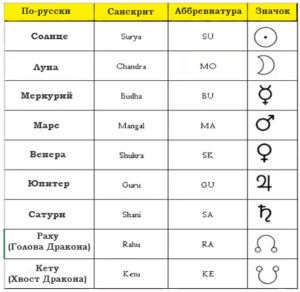 По-русски Санскрит Аббревиатура Значок
Солнце Surya SU
Луна Chandra MO
Меркурий Budha BU
Марс Mangal MA
Венера Shukra SK
Юпитер Guru GU
Сатурн Shani SA
Раху
(Голова Дракона) Rahu RA
Кету
(Хвост Дракона) Ketu KE